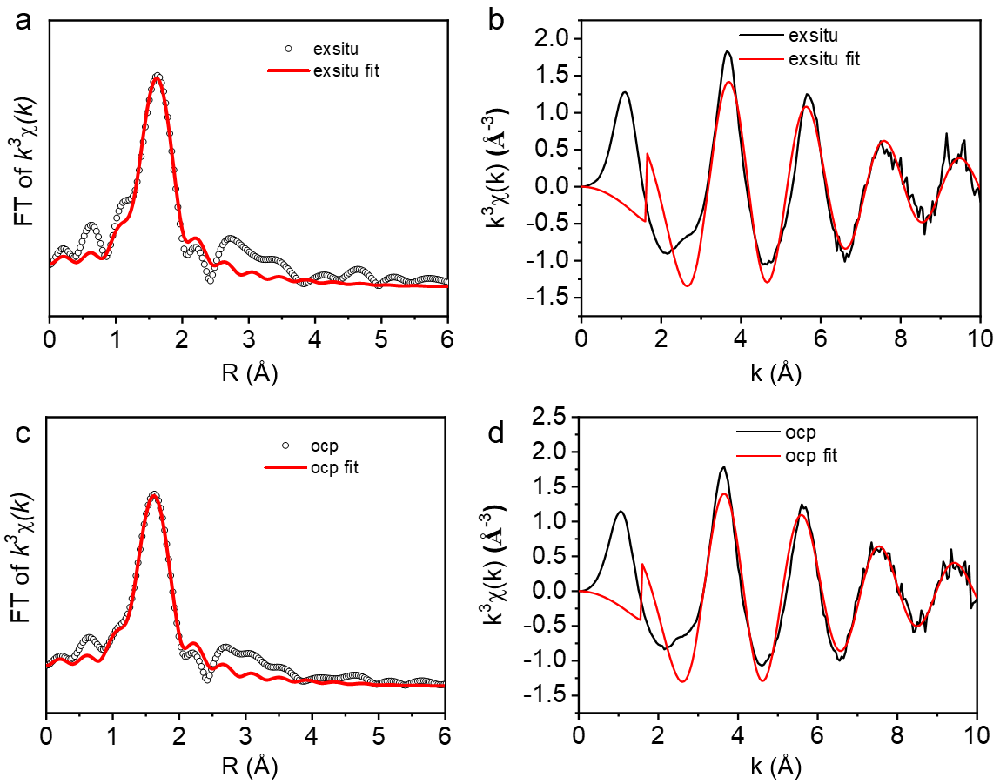 a
exsitu
exsitu fit
FT of k³χ(k)
0 1 2 3 4 5 6
R (Å)
b
exsitu
exsitu fit
k³χ(k) (Å⁻³)
2.0
1.5
1.0
0.5
0.0
-0.5
-1.0
-1.5
0 2 4 6 8 10
k (Å)
c
ocp
ocp fit
FT of k³χ(k)
0 1 2 3 4 5 6
R (Å)
d
ocp
ocp fit
k³χ(k) (Å⁻³)
2.5
2.0
1.5
1.0
0.5
0.0
-0.5
-1.0
-1.5
0 2 4 6 8 10
k (Å)